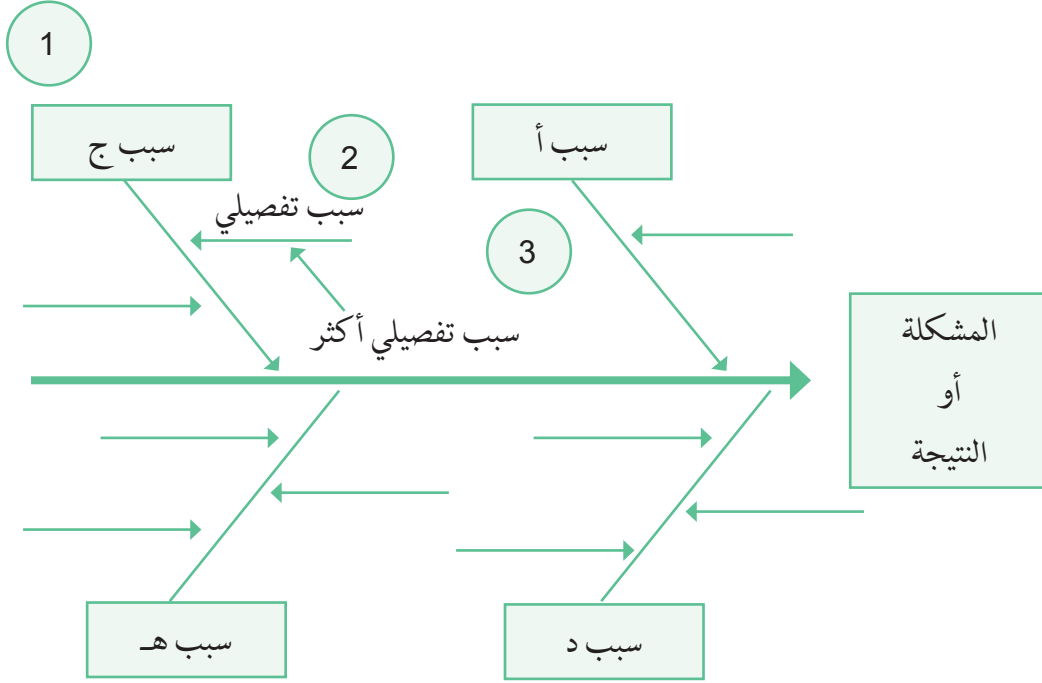 1
سبب أ
سبب ج
2
سبب تفصيلي
3
سبب تفصيلي أكثر
المشكلة
أو
النتيجة
سبب د
سبب هـ